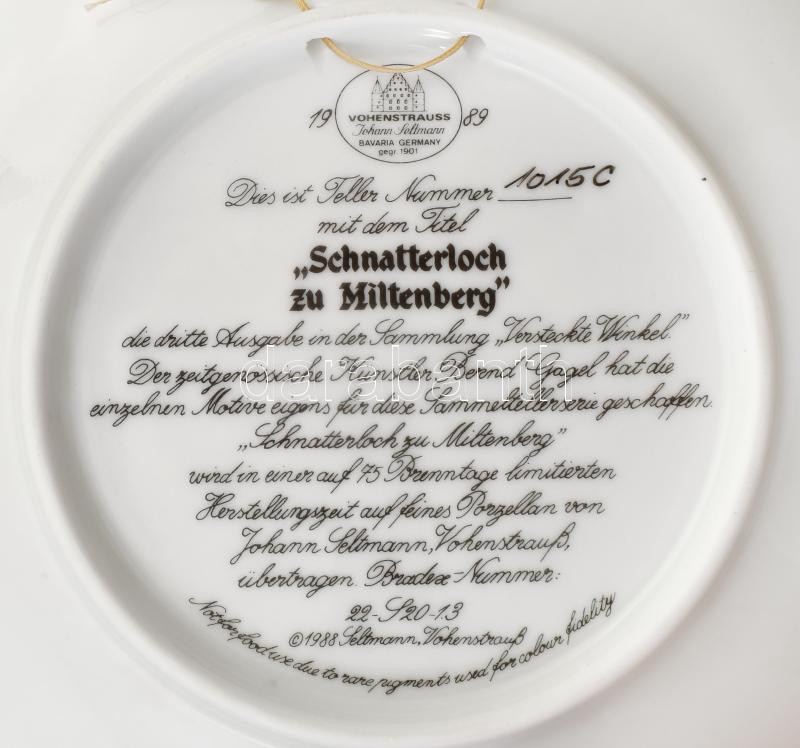 19 89
VOHENSTRAUSS
Johann Seltmann
BAVARIA GERMANY
gegr. 1901
Dies ist Teller Nummer 1015C
mit dem Titel
„Schnatterloch
zu Miltenberg”
die dritte Ausgabe in der Sammlung „Versteckte Winkel.”
Der zeitgenössische Künstler Bernd Gögel hat die
einzelnen Motive eigens für diese Sammeltellerserie geschaffen.
„Schnatterloch zu Miltenberg”
wird in einer auf 75 Brenntage limitierten
Herstellungszeit auf feines Porzellan von
Johann Seltmann, Vohenstrauß,
übertragen. Bradex-Nummer:
22-S20-1.3
©1988 Seltmann, Vohenstrauß
Not for food use due to rare pigments used for colour fidelity
darabanth